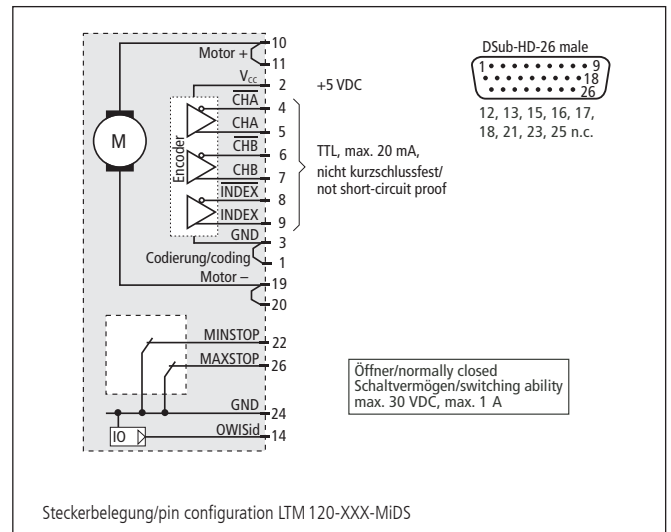 10
Motor +
11
DSub-HD-26 male
1 9
18
26
12, 13, 15, 16, 17,
18, 21, 23, 25 n.c.
Vcc
2
+5 VDC
CHA
4
CHA
5
CHB
6
CHB
7
INDEX
8
INDEX
9
Encoder
M
TTL, max. 20 mA,
nicht kurzschlussfest/
not short-circuit proof
GND
3
Codierung/coding
1
Motor –
19
20
MINSTOP
22
MAXSTOP
26
GND
24
IO
OWISid
14
Öffner/normally closed
Schaltvermögen/switching ability
max. 30 VDC, max. 1 A
Steckerbelegung/pin configuration LTM 120-XXX-MiDS